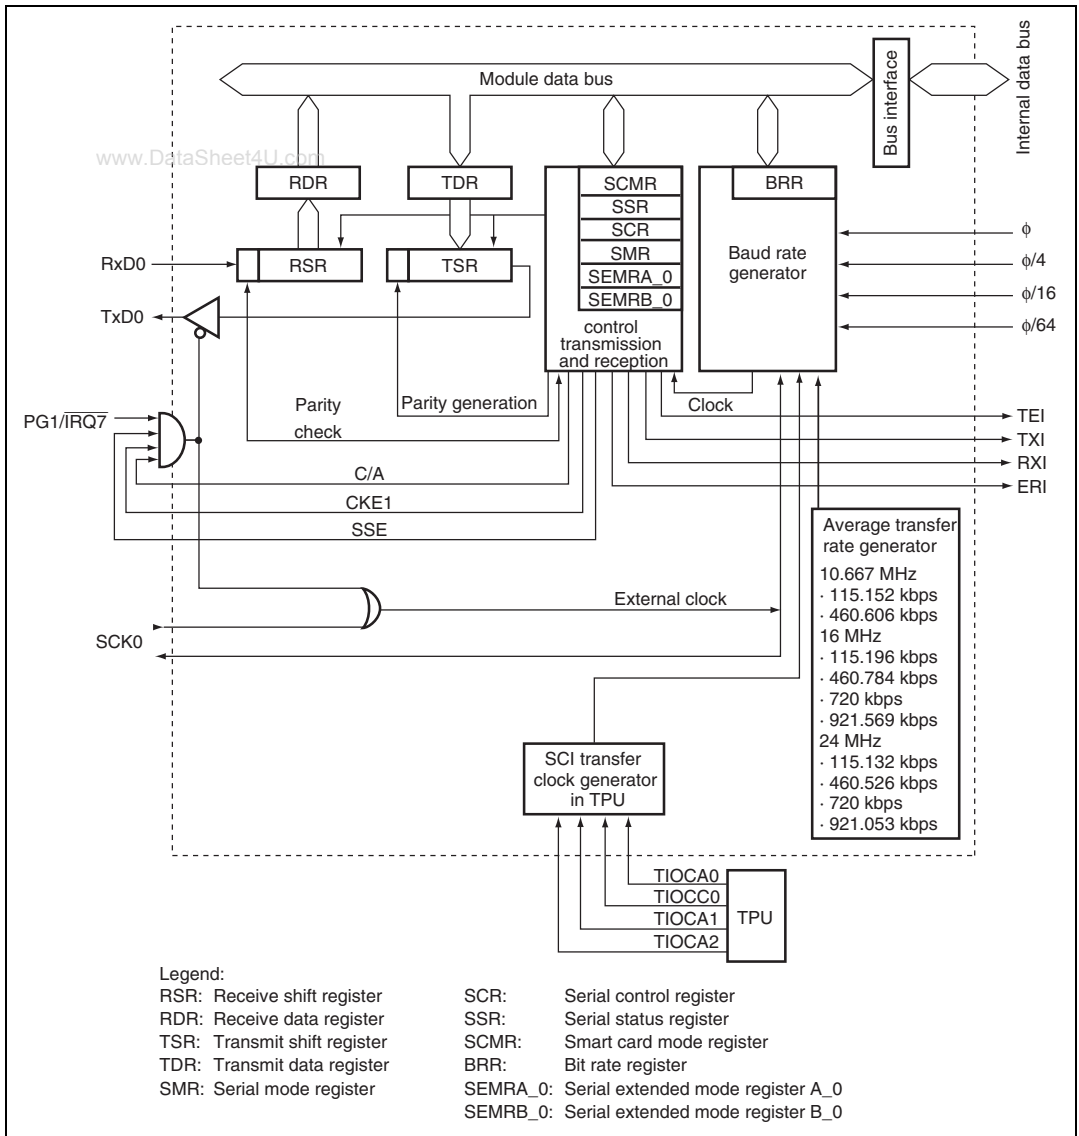 Module data bus
Bus interface
Internal data bus
www.DataSheet4U.com
RDR
TDR
SCMR
SSR
SCR
SMR
SEMRA_0
SEMRB_0
control
transmission
and reception
BRR
Baud rate
generator
RxD0
RSR
TSR
TxD0
ϕ
ϕ/4
ϕ/16
ϕ/64
Parity
check
Parity generation
Clock
PG1/IRQ7
C/A
CKE1
SSE
TEI
TXI
RXI
ERI
External clock
SCK0
Average transfer
rate generator
10.667 MHz
· 115.152 kbps
· 460.606 kbps
16 MHz
· 115.196 kbps
· 460.784 kbps
· 720 kbps
· 921.569 kbps
24 MHz
· 115.132 kbps
· 460.526 kbps
· 720 kbps
· 921.053 kbps
SCI transfer
clock generator
in TPU
TIOCA0
TIOCC0
TIOCA1
TIOCA2
TPU
Legend:
RSR: Receive shift register
RDR: Receive data register
TSR: Transmit shift register
TDR: Transmit data register
SMR: Serial mode register
SCR: Serial control register
SSR: Serial status register
SCMR: Smart card mode register
BRR: Bit rate register
SEMRA_0: Serial extended mode register A_0
SEMRB_0: Serial extended mode register B_0